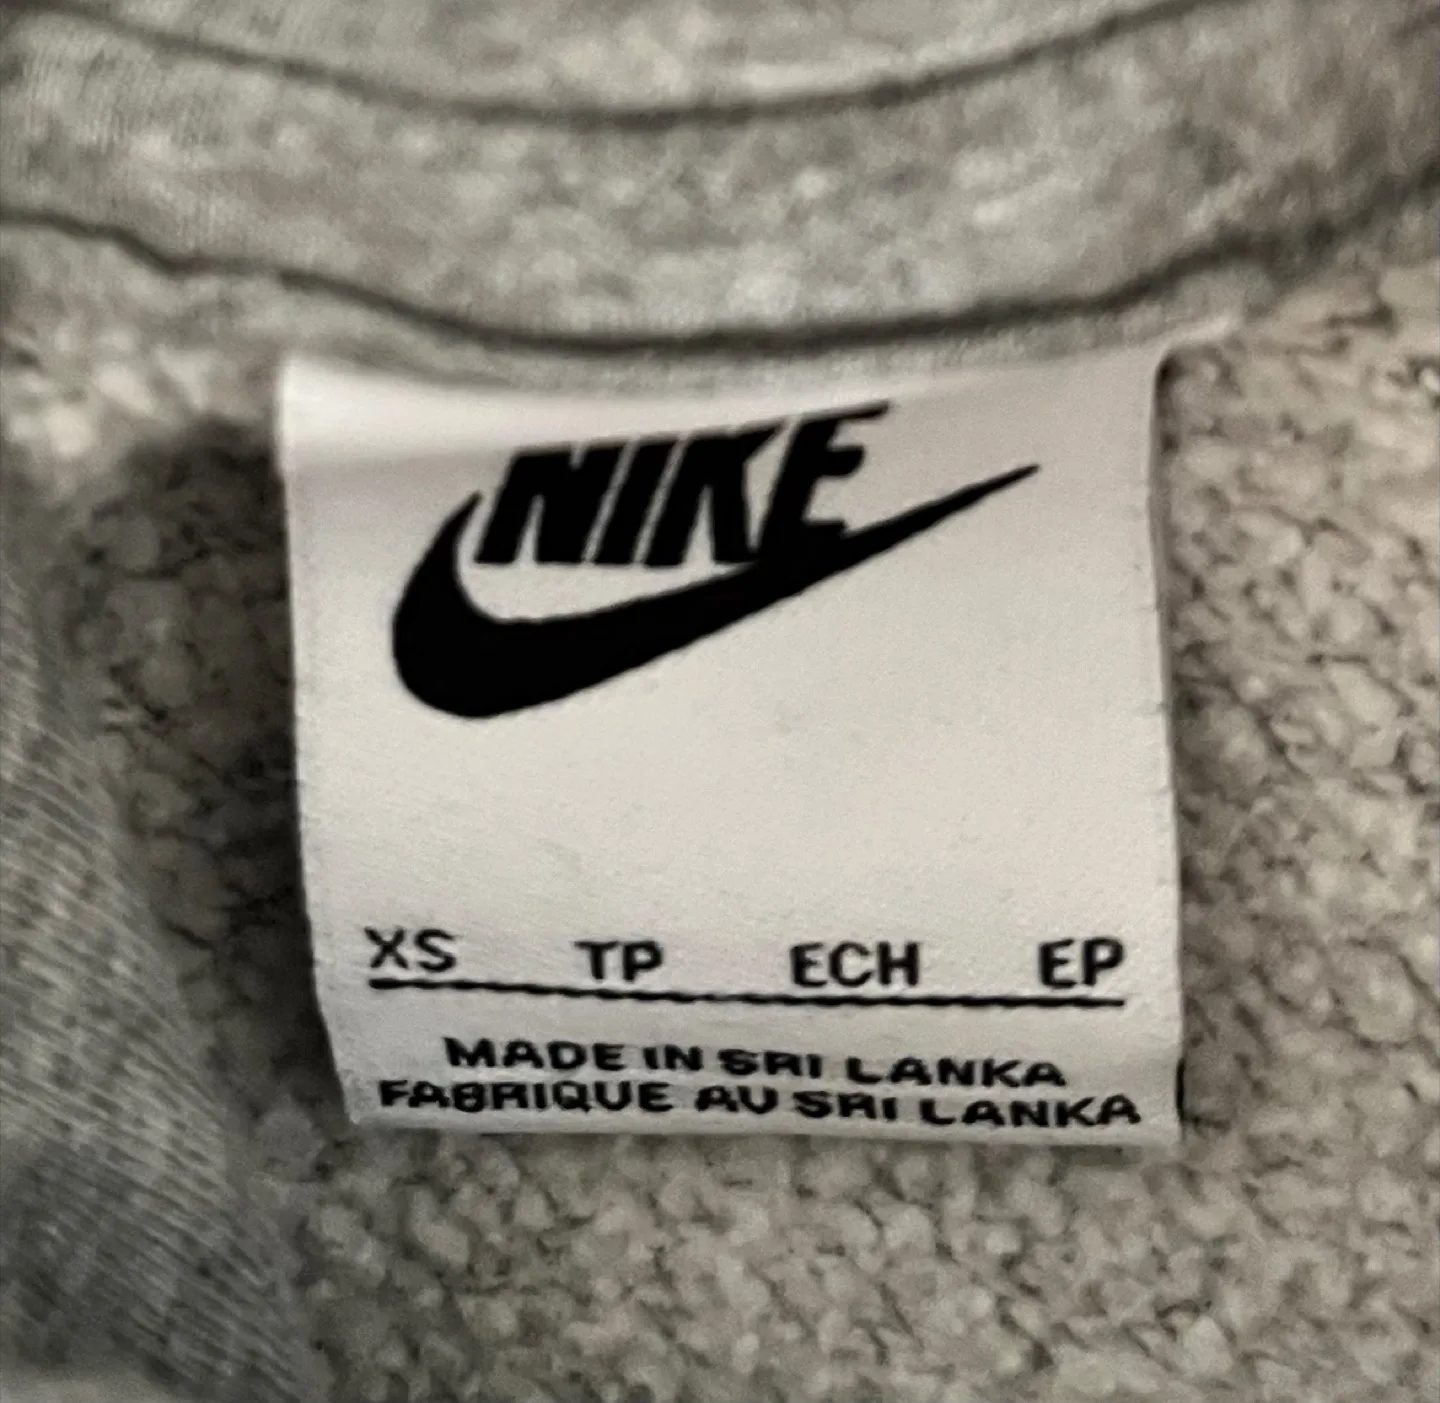 NIKE
XS TP ECH EP
MADE IN SRI LANKA
FABRIQUE AU SRI LANKA